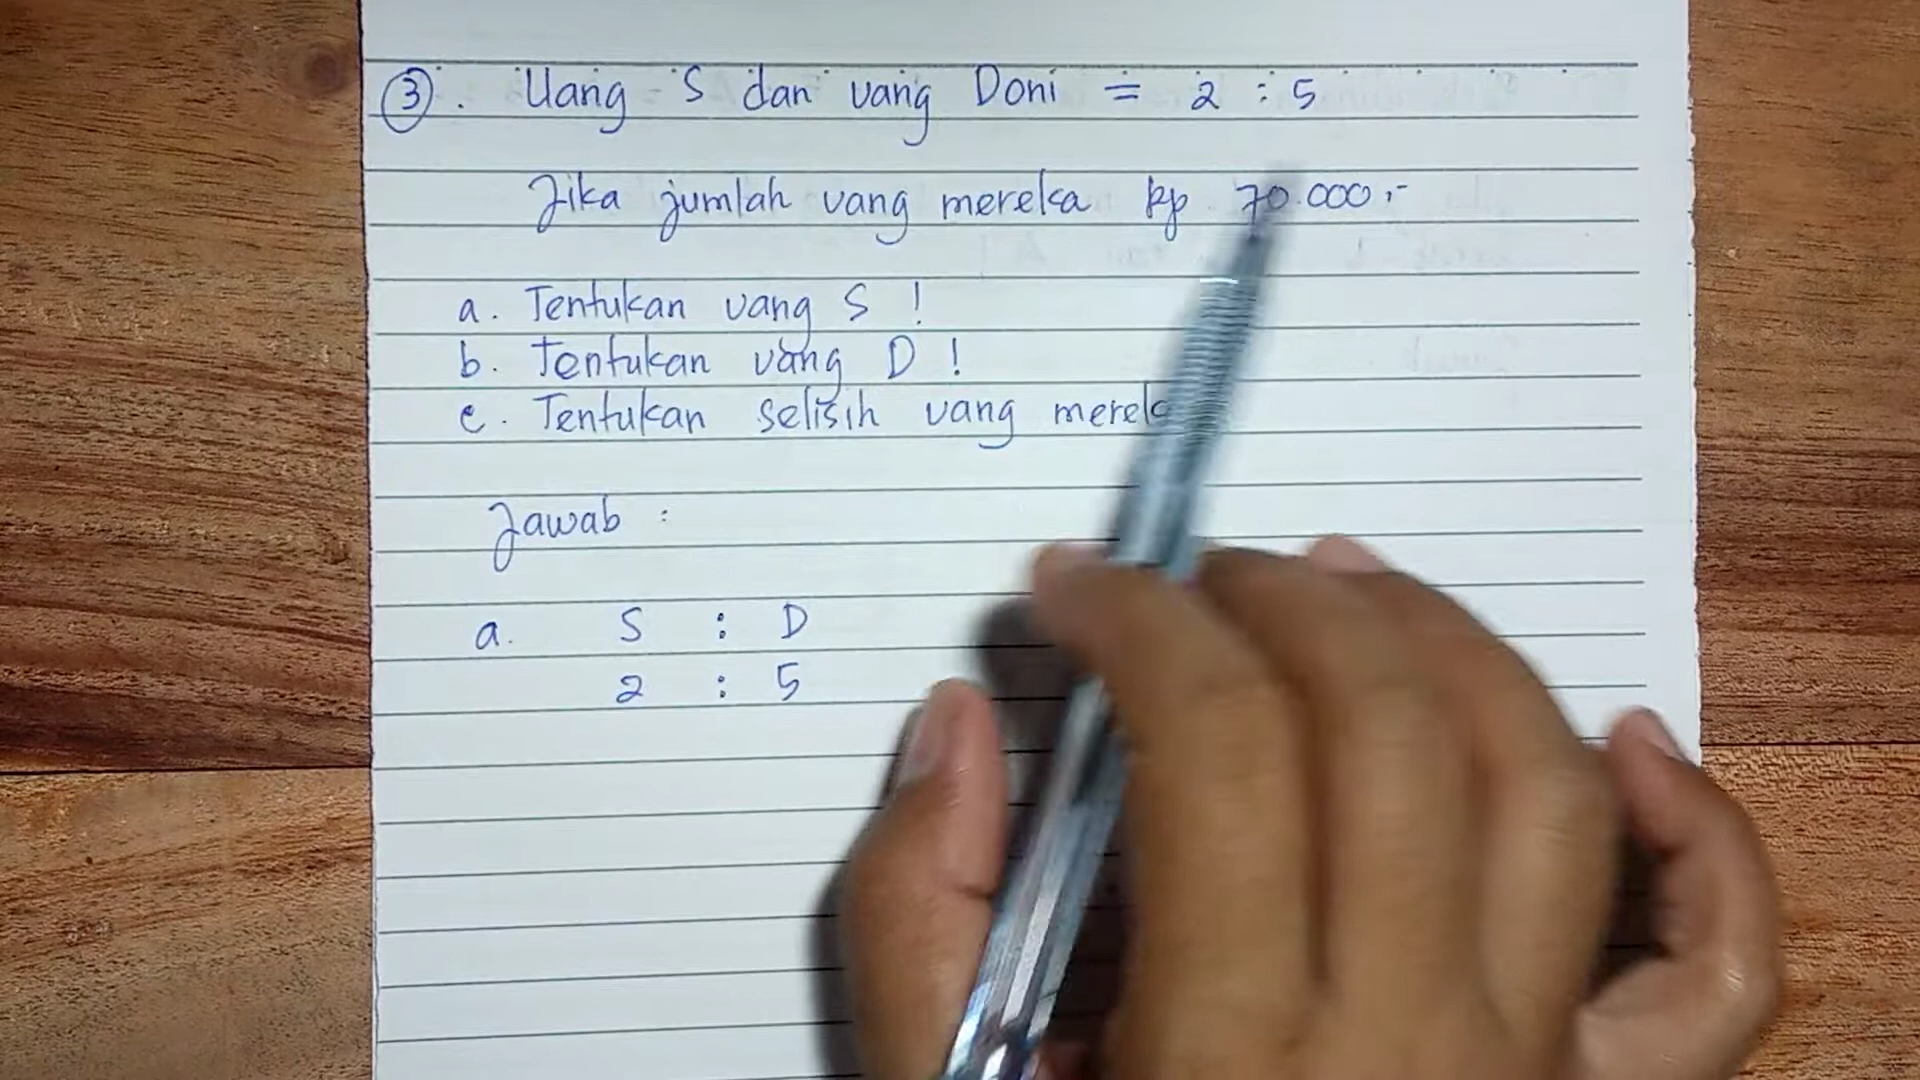 3. Uang S dan uang Doni = 2 : 5
Jika jumlah uang mereka Rp 70.000,-
a. Tentukan uang S !
b. Tentukan uang D !
c. Tentukan selisih uang
Jawab :
a. S : D
2 : 5